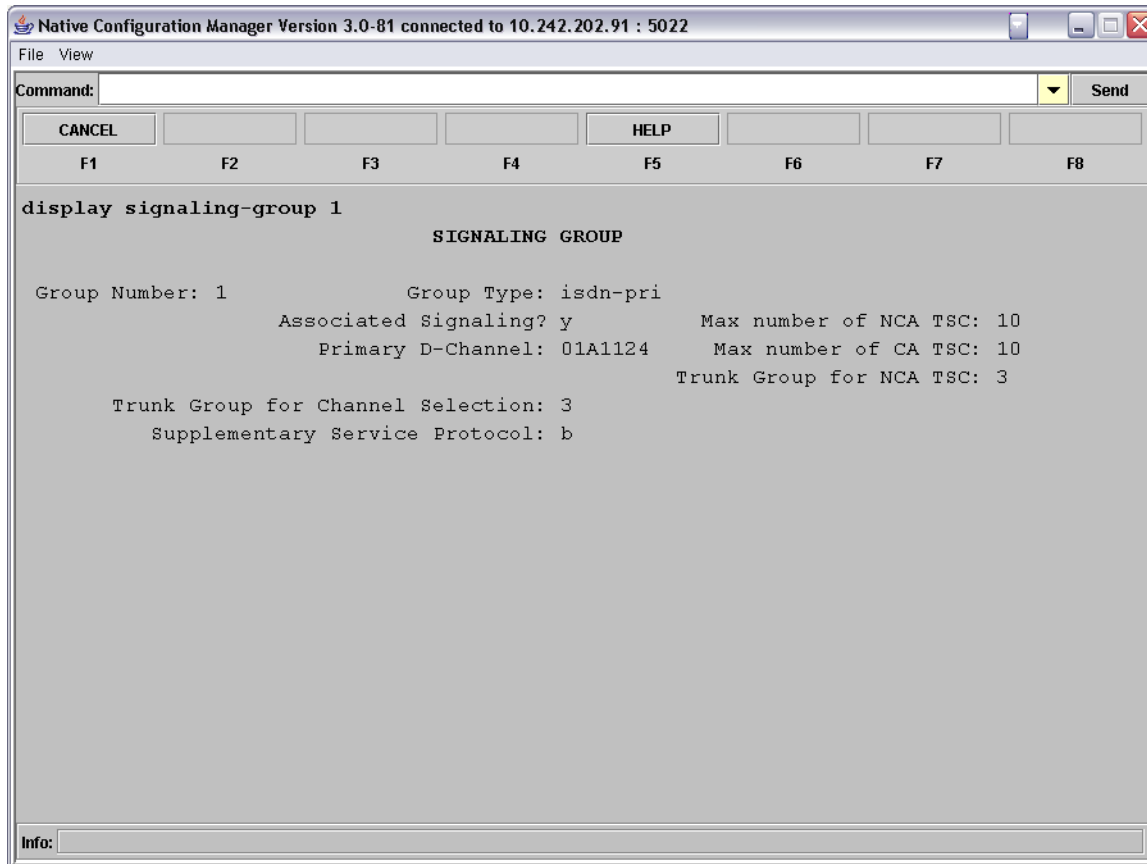 Native Configuration Manager Version 3.0-81 connected to 10.242.202.91 : 5022
File View
Command: Send
CANCEL HELP
F1 F2 F3 F4 F5 F6 F7 F8
display signaling-group 1
SIGNALING GROUP
Group Number: 1 Group Type: isdn-pri
Associated Signaling? y Max number of NCA TSC: 10
Primary D-Channel: 01A1124 Max number of CA TSC: 10
Trunk Group for NCA TSC: 3
Trunk Group for Channel Selection: 3
Supplementary Service Protocol: b
Info: